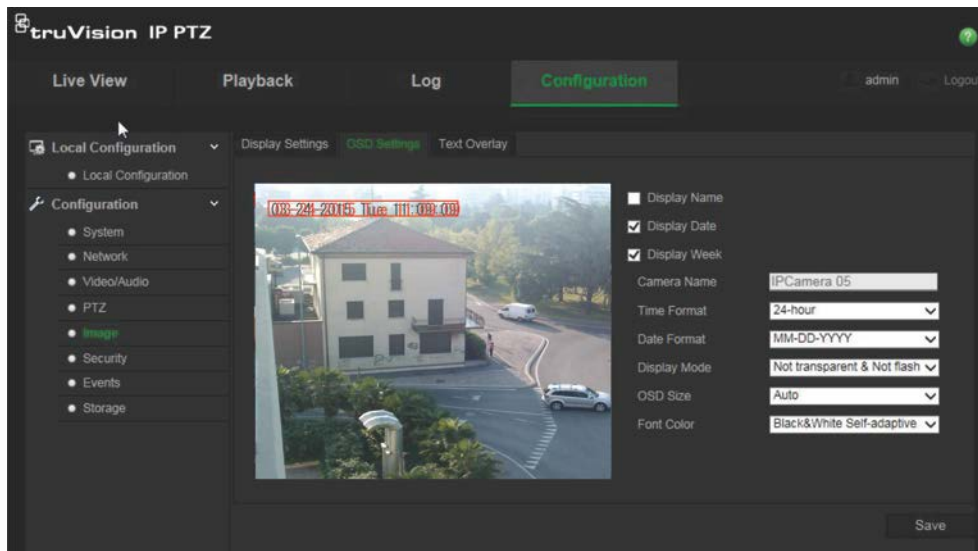 truVision IP PTZ
Live View Playback Log Configuration admin Logou
Local Configuration
Local Configuration
Configuration
System
Network
Video/Audio
PTZ
Image
Security
Events
Storage
Display Settings OSD Settings Text Overlay
03-24-2015 Tue 11:09:09
Display Name
Display Date
Display Week
Camera Name IPCamera 05
Time Format 24-hour
Date Format MM-DD-YYYY
Display Mode Not transparent & Not flash
OSD Size Auto
Font Color Black&White Self-adaptive
Save